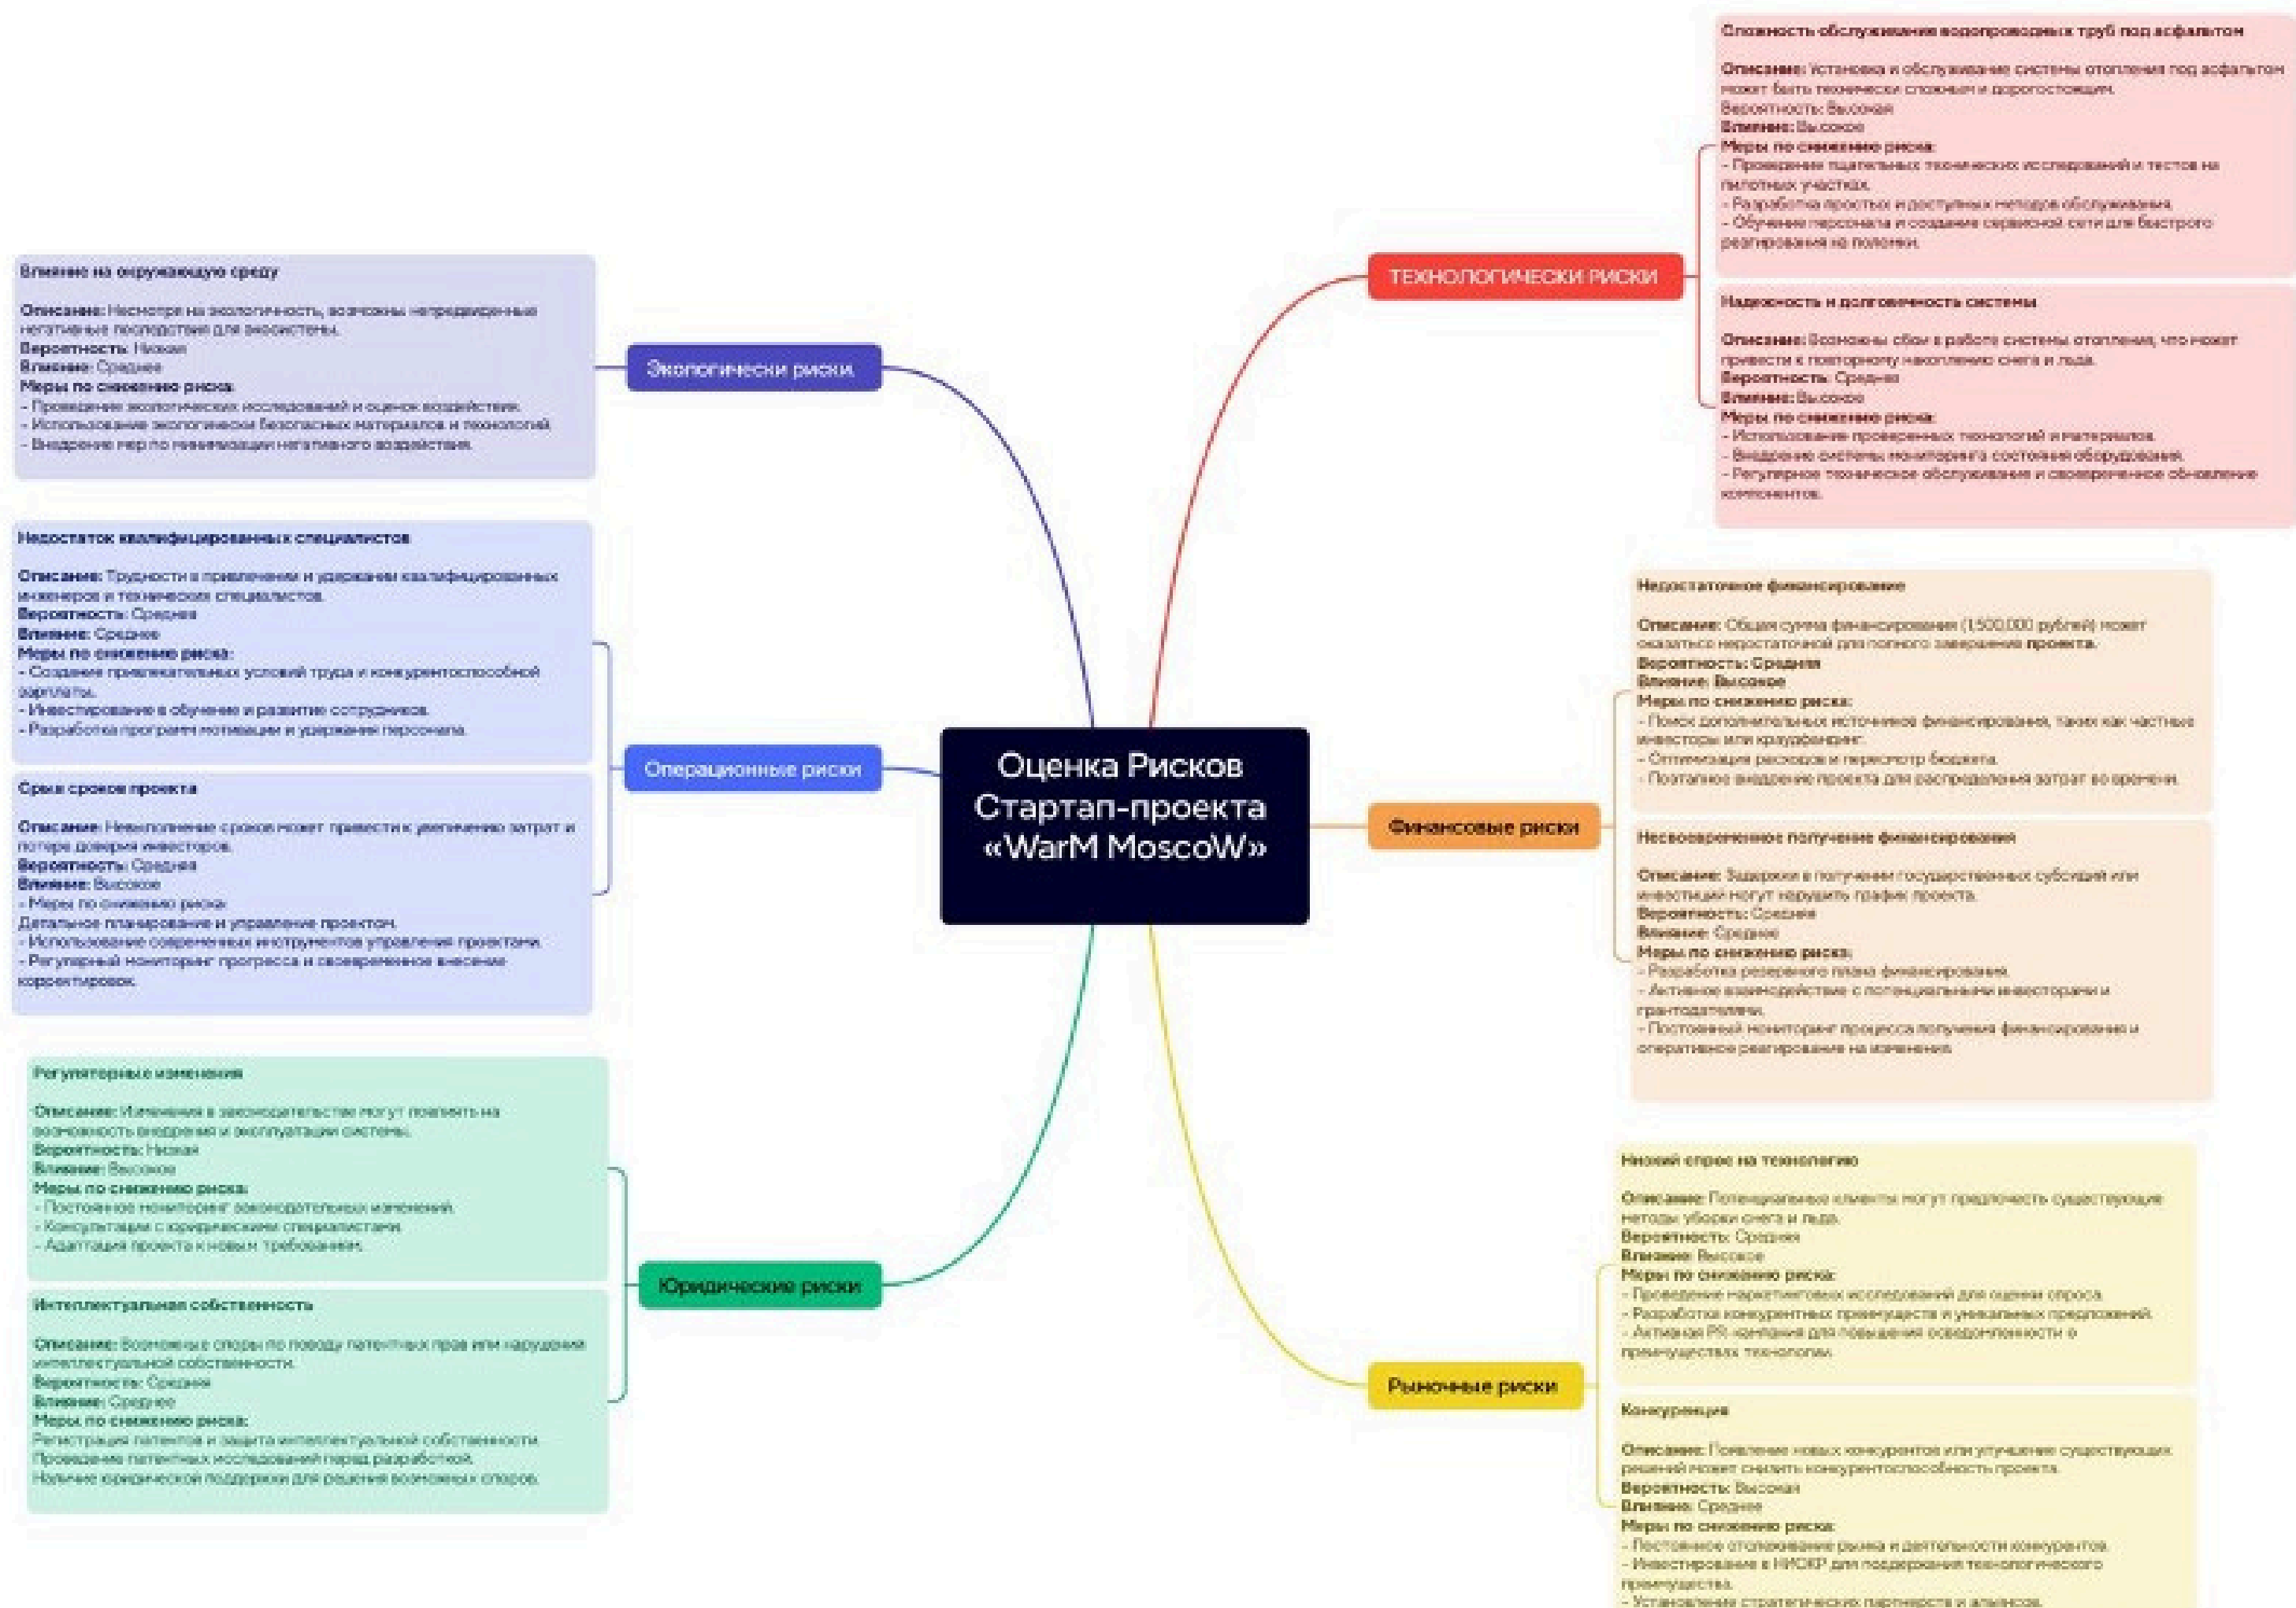 Оценка Рисков
Стартап-проекта
«WarM MoscoW»
ТЕХНОЛОГИЧЕСКИ РИСКИ
Сложность обслуживания водопроводных труб под асфальтом
Описание: Установка и обслуживание системы отопления под асфальтом
может быть технически сложным и дорогостоящим.
Вероятность: Высокая
Влияние: Высокое
Меры по снижению риска:
- Проведение тщательных технических исследований и тестов на
пилотных участках.
- Разработка простых и доступных методов обслуживания.
- Обучение персонала и создание сервисной сети для быстрого
реагирования на поломки.
Надежность и долговечность системы
Описание: Возможны сбои в работе системы отопления, что может
привести к повторному накоплению снега и льда.
Вероятность: Средняя
Влияние: Высокое
Меры по снижению риска:
- Использование проверенных технологий и материалов.
- Внедрение системы мониторинга состояния оборудования.
- Регулярное техническое обслуживание и своевременное обновление
компонентов.
Финансовые риски
Недостаточное финансирование
Описание: Общая сумма финансирования (1,500,000 рублей) может
оказаться недостаточной для полного завершения проекта.
Вероятность: Средняя
Влияние: Высокое
Меры по снижению риска:
- Поиск дополнительных источников финансирования, таких как частные
инвесторы или краудфандинг.
- Оптимизация расходов и пересмотр бюджета.
- Поэтапное внедрение проекта для распределения затрат во времени.
Несвоевременное получение финансирования
Описание: Задержки в получении государственных субсидий или
инвестиций могут нарушить график проекта.
Вероятность: Средняя
Влияние: Среднее
Меры по снижению риска:
- Разработка резервного плана финансирования.
- Активное взаимодействие с потенциальными инвесторами и
грантодателями.
- Постоянный мониторинг процесса получения финансирования и
оперативное реагирование на изменения.
Рыночные риски
Низкий спрос на технологию
Описание: Потенциальные клиенты могут предпочесть существующие
методы уборки снега и льда.
Вероятность: Средняя
Влияние: Высокое
Меры по снижению риска:
- Проведение маркетинговых исследований для оценки спроса.
- Разработка конкурентных преимуществ и уникальных предложений.
- Активная PR-кампания для повышения осведомленности о
преимуществах технологии.
Конкуренция
Описание: Появление новых конкурентов или улучшение существующих
решений может снизить конкурентоспособность проекта.
Вероятность: Высокая
Влияние: Среднее
Меры по снижению риска:
- Постоянное отслеживание рынка и деятельности конкурентов.
- Инвестирование в НИОКР для поддержания технологического
преимущества.
- Установление стратегических партнерств и альянсов.
Экологически риски.
Влияние на окружающую среду
Описание: Несмотря на экологичность, возможны непредвиденные
негативные последствия для экосистемы.
Вероятность: Низкая
Влияние: Среднее
Меры по снижению риска:
- Проведение экологических исследований и оценок воздействия.
- Использование экологически безопасных материалов и технологий.
- Внедрение мер по минимизации негативного воздействия.
Операционные риски
Недостаток квалифицированных специалистов
Описание: Трудности в привлечении и удержании квалифицированных
инженеров и технических специалистов.
Вероятность: Средняя
Влияние: Среднее
Меры по снижению риска:
- Создание привлекательных условий труда и конкурентоспособной
зарплаты.
- Инвестирование в обучение и развитие сотрудников.
- Разработка программ мотивации и удержания персонала.
Срыв сроков проекта
Описание: Невыполнение сроков может привести к увеличению затрат и
потере доверия инвесторов.
Вероятность: Средняя
Влияние: Высокое
- Меры по снижению риска:
Детальное планирование и управление проектом.
- Использование современных инструментов управления проектами.
- Регулярный мониторинг прогресса и своевременное внесение
корректировок.
Юридические риски
Регуляторные изменения
Описание: Изменения в законодательстве могут повлиять на
возможность внедрения и эксплуатации системы.
Вероятность: Низкая
Влияние: Высокое
Меры по снижению риска:
- Постоянное мониторинг законодательных изменений.
- Консультации с юридическими специалистами.
- Адаптация проекта к новым требованиям.
Интеллектуальная собственность
Описание: Возможные споры по поводу патентных прав или нарушений
интеллектуальной собственности.
Вероятность: Средняя
Влияние: Среднее
Меры по снижению риска:
Регистрация патентов и защита интеллектуальной собственности.
Проведение патентных исследований перед разработкой.
Наличие юридической поддержки для решения возможных споров.